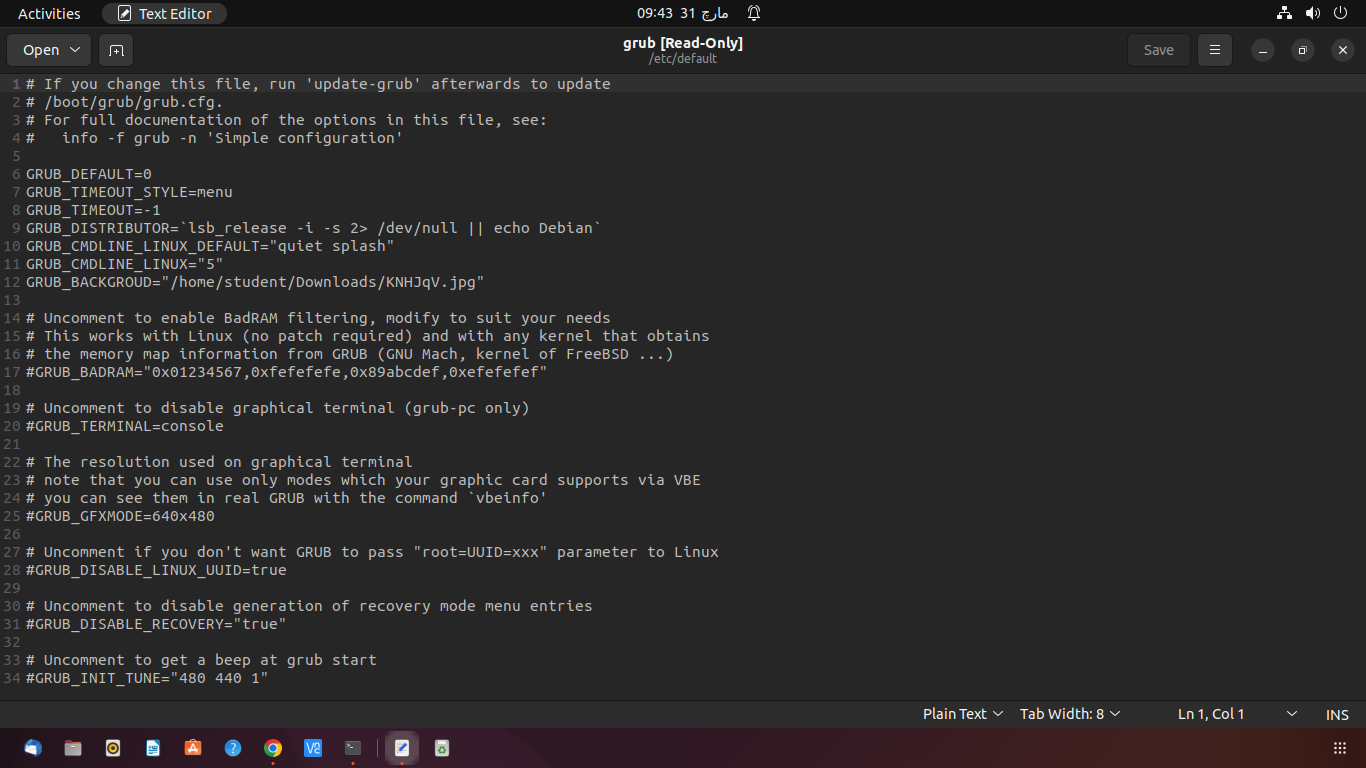 Activities
Text Editor
09:43 31 مارچ
Open
grub [Read-Only]
/etc/default
Save
1 # If you change this file, run 'update-grub' afterwards to update
2 # /boot/grub/grub.cfg.
3 # For full documentation of the options in this file, see:
4 #   info -f grub -n 'Simple configuration'
5
6 GRUB_DEFAULT=0
7 GRUB_TIMEOUT_STYLE=menu
8 GRUB_TIMEOUT=-1
9 GRUB_DISTRIBUTOR=`lsb_release -i -s 2> /dev/null || echo Debian`
10 GRUB_CMDLINE_LINUX_DEFAULT="quiet splash"
11 GRUB_CMDLINE_LINUX="5"
12 GRUB_BACKGROUD="/home/student/Downloads/KNHJqV.jpg"
13
14 # Uncomment to enable BadRAM filtering, modify to suit your needs
15 # This works with Linux (no patch required) and with any kernel that obtains
16 # the memory map information from GRUB (GNU Mach, kernel of FreeBSD ...)
17 #GRUB_BADRAM="0x01234567,0xfefefefe,0x89abcdef,0xefefefef"
18
19 # Uncomment to disable graphical terminal (grub-pc only)
20 #GRUB_TERMINAL=console
21
22 # The resolution used on graphical terminal
23 # note that you can use only modes which your graphic card supports via VBE
24 # you can see them in real GRUB with the command `vbeinfo'
25 #GRUB_GFXMODE=640x480
26
27 # Uncomment if you don't want GRUB to pass "root=UUID=xxx" parameter to Linux
28 #GRUB_DISABLE_LINUX_UUID=true
29
30 # Uncomment to disable generation of recovery mode menu entries
31 #GRUB_DISABLE_RECOVERY="true"
32
33 # Uncomment to get a beep at grub start
34 #GRUB_INIT_TUNE="480 440 1"
Plain Text
Tab Width: 8
Ln 1, Col 1
INS